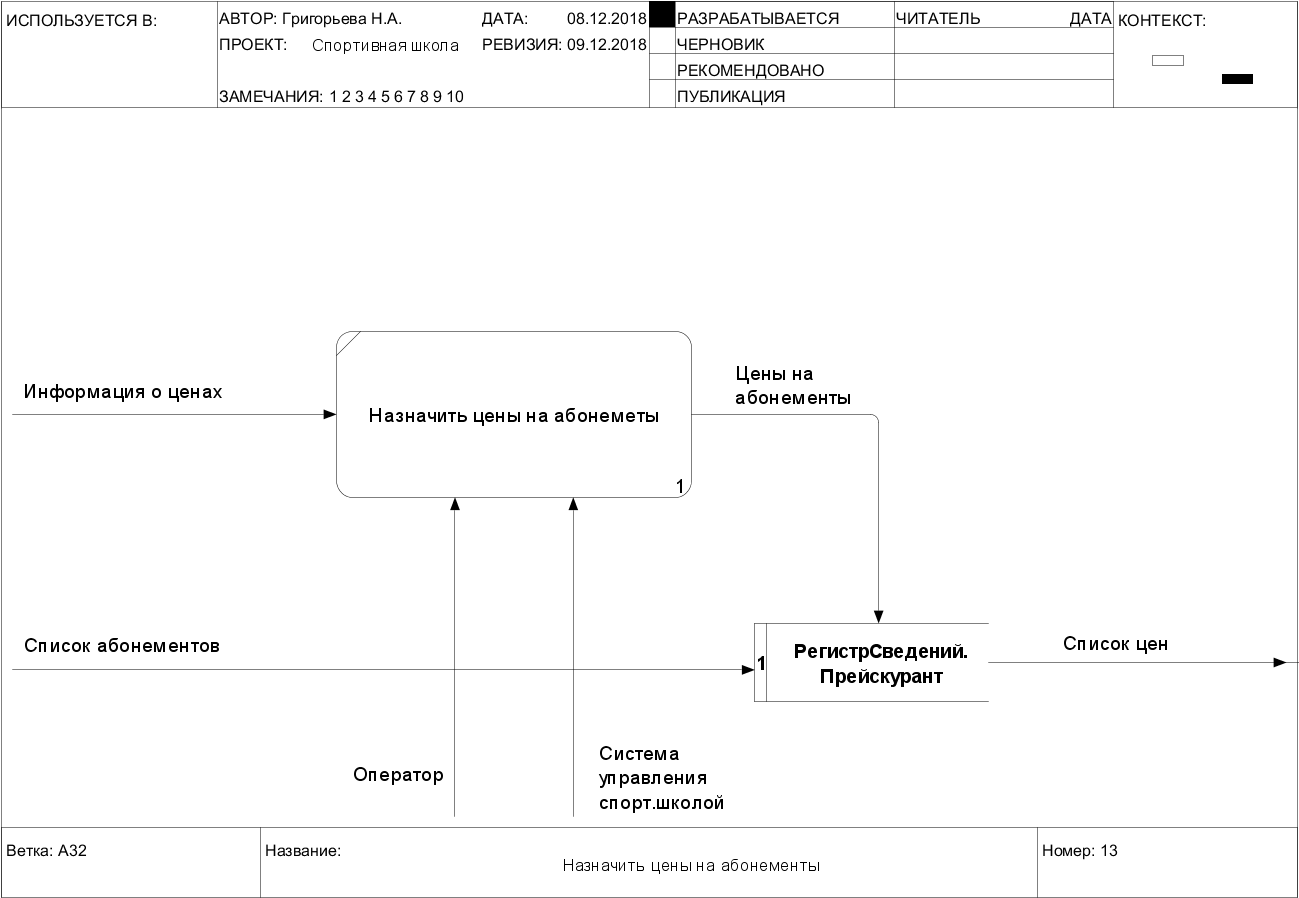 ИСПОЛЬЗУЕТСЯ В:
АВТОР: Григорьева Н.А.
ДАТА: 08.12.2018
ПРОЕКТ: Спортивная школа
РЕВИЗИЯ: 09.12.2018
ЗАМЕЧАНИЯ: 1 2 3 4 5 6 7 8 9 10
РАЗРАБАТЫВАЕТСЯ
ЧЕРНОВИК
РЕКОМЕНДОВАНО
ПУБЛИКАЦИЯ
ЧИТАТЕЛЬ ДАТА
КОНТЕКСТ:
Информация о ценах
Назначить цены на абонеметы
1
Цены на
абонементы
Список абонементов
1
РегистрСведений.
Прейскурант
Список цен
Оператор
Система
управления
спорт.школой
Ветка: A32
Название:
Назначить цены на абонементы
Номер: 13